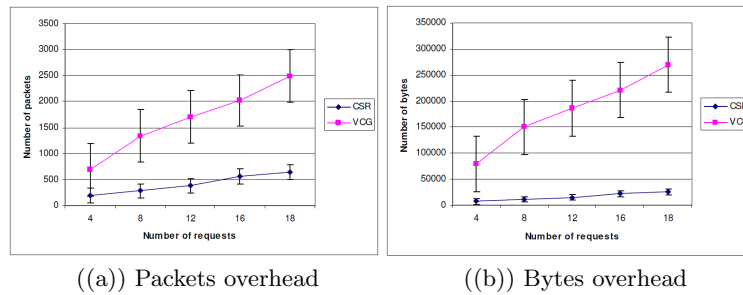 3500
3000
2500
2000
1500
1000
500
0
Number of packets
4 8 12 16 18
Number of requests
CSR
VCG
350000
300000
250000
200000
150000
100000
50000
0
Number of bytes
4 8 12 16 18
Number of requests
CSR
VCG
((a)) Packets overhead
((b)) Bytes overhead